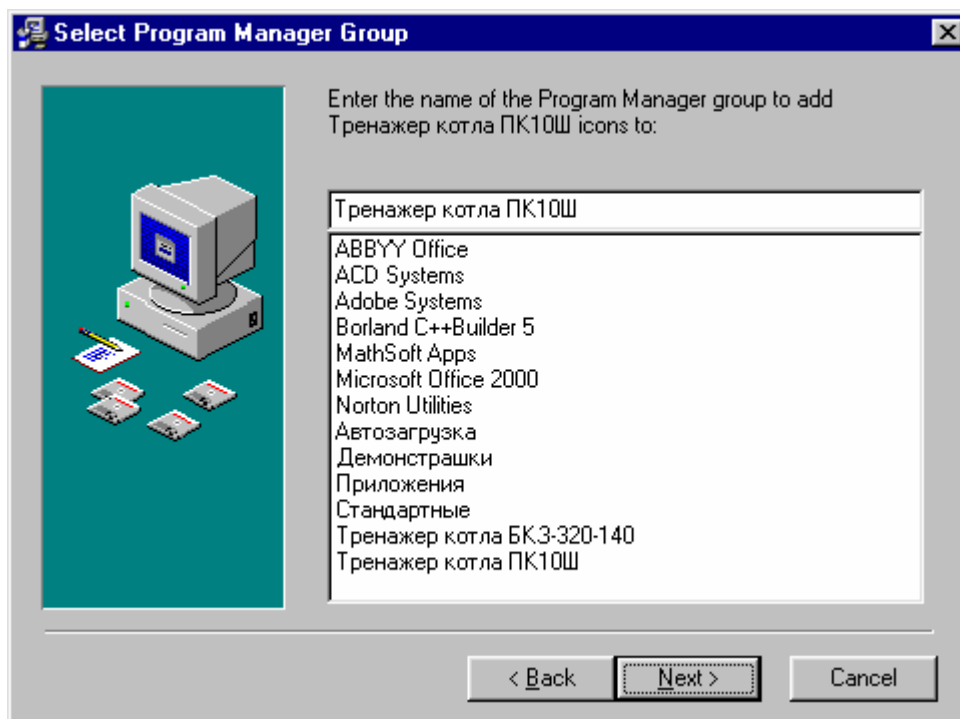 Select Program Manager Group
Enter the name of the Program Manager group to add
Тренажер котла ПК10Ш icons to:
Тренажер котла ПК10Ш
ABBYY Office
ACD Systems
Adobe Systems
Borland C++Builder 5
MathSoft Apps
Microsoft Office 2000
Norton Utilities
Автозагрузка
Демонстрашки
Приложения
Стандартные
Тренажер котла БКЗ-320-140
Тренажер котла ПК10Ш
< Back Next > Cancel